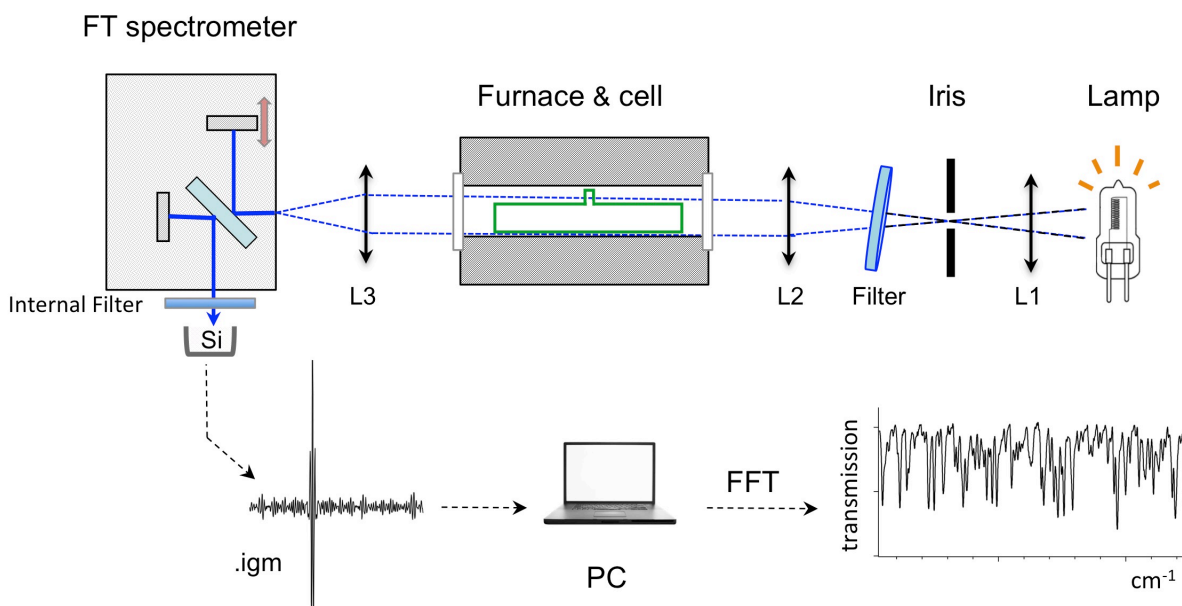 FT spectrometer
Furnace & cell
Iris
Lamp
L3
L2
Filter
L1
Internal Filter
Si
.igm
PC
FFT
transmission
cm⁻¹